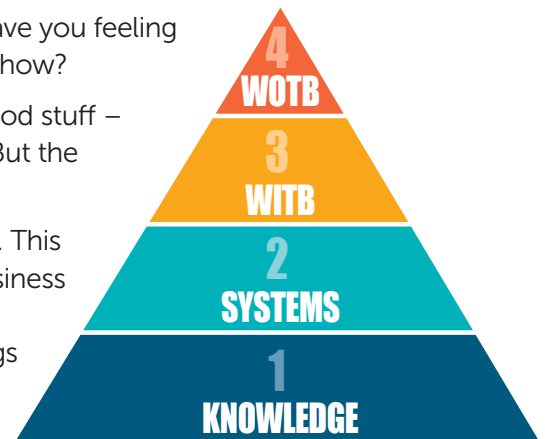 ave you feeling
how?
od stuff –
But the
. This
siness
gs
4
WOTB
3
WITB
2
SYSTEMS
1
KNOWLEDGE